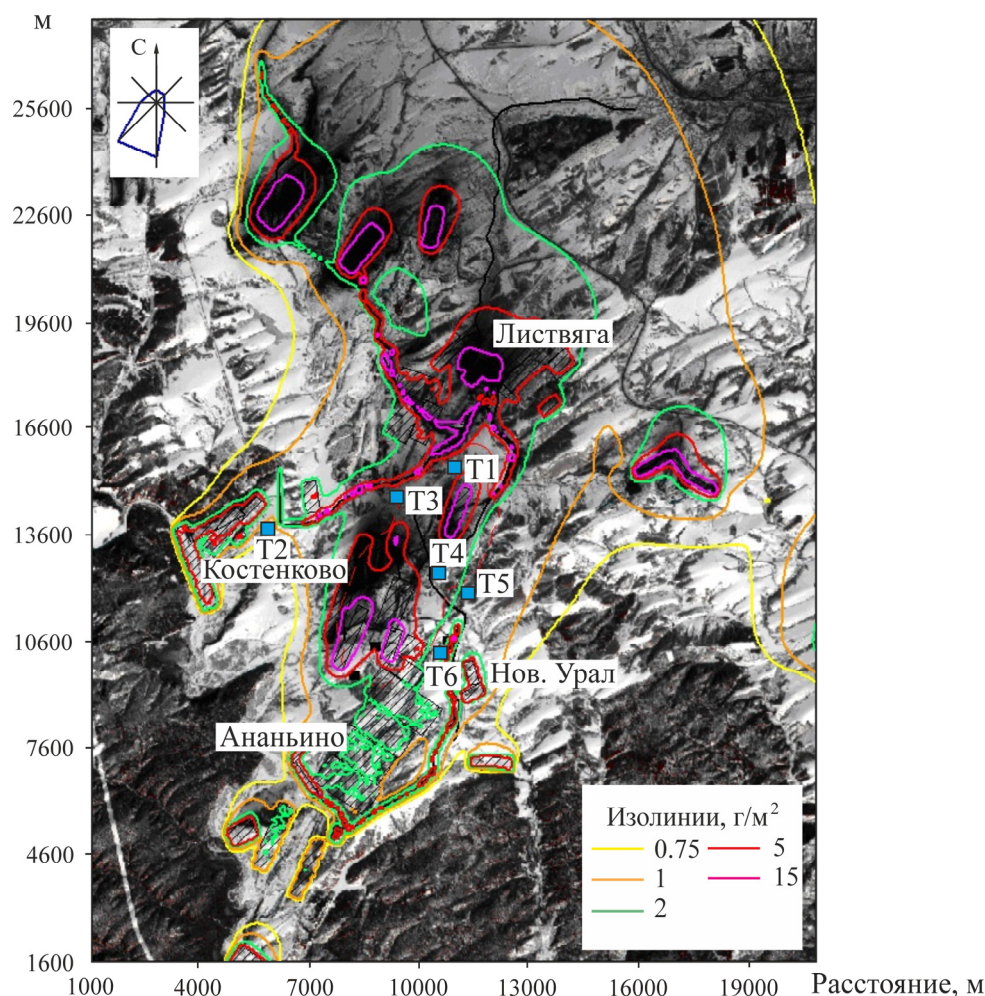 м
С
25600
22600
19600
16600
13600
10600
7600
4600
1600
Листвяга
Т1
Т3
Т2
Костенково
Т4
Т5
Т6
Нов. Урал
Ананьино
Изолинии, г/м²
0.75
5
1
15
2
1000 4000 7000 10000 13000 16000 19000 Расстояние, м